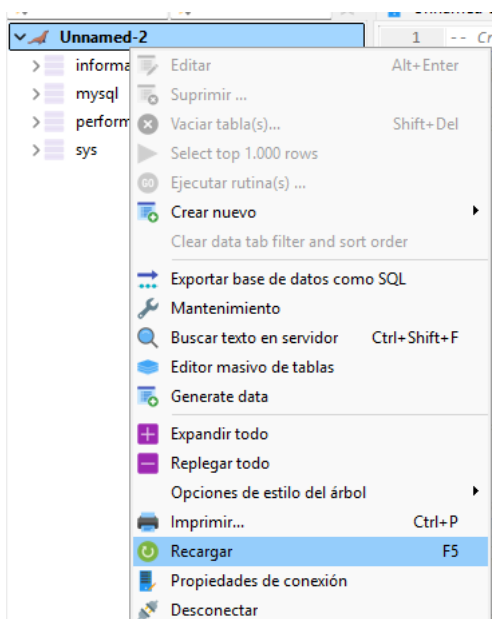 Unnamed-2
1 -- Cr
informa
mysql
perform
sys
Editar Alt+Enter
Suprimir ...
Vaciar tabla(s)... Shift+Del
Select top 1.000 rows
GO Ejecutar rutina(s) ...
Crear nuevo
Clear data tab filter and sort order
Exportar base de datos como SQL
Mantenimiento
Buscar texto en servidor Ctrl+Shift+F
Editor masivo de tablas
Generate data
Expandir todo
Replegar todo
Opciones de estilo del árbol
Imprimir... Ctrl+P
Recargar F5
Propiedades de conexión
Desconectar